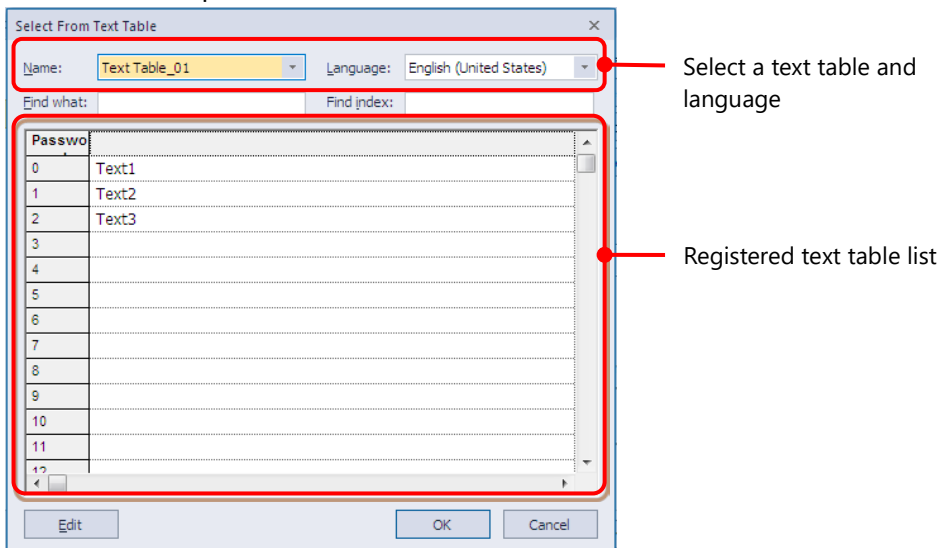 Select From Text Table
Name: Text Table_01 Language: English (United States)
Select a text table and
language
Find what: Find index:
Passwo
0 Text1
1 Text2
2 Text3
3
Registered text table list
4
5
6
7
8
9
10
11
12
Edit OK Cancel